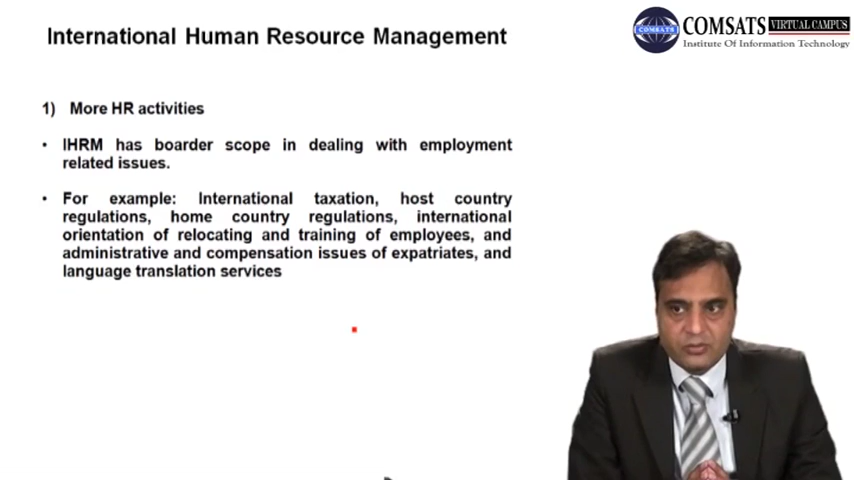 International Human Resource Management
COMSATS
COMSATS VIRTUAL CAMPUS
Institute Of Information Technology
1) More HR activities
• IHRM has boarder scope in dealing with employment
related issues.
• For example: International taxation, host country
regulations, home country regulations, international
orientation of relocating and training of employees, and
administrative and compensation issues of expatriates, and
language translation services